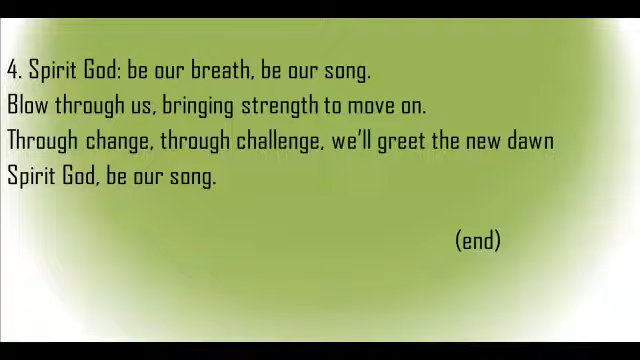 4. Spirit God: be our breath, be our song.
Blow through us, bringing strength to move on.
Through change, through challenge, we'll greet the new dawn
Spirit God, be our song.
(end)